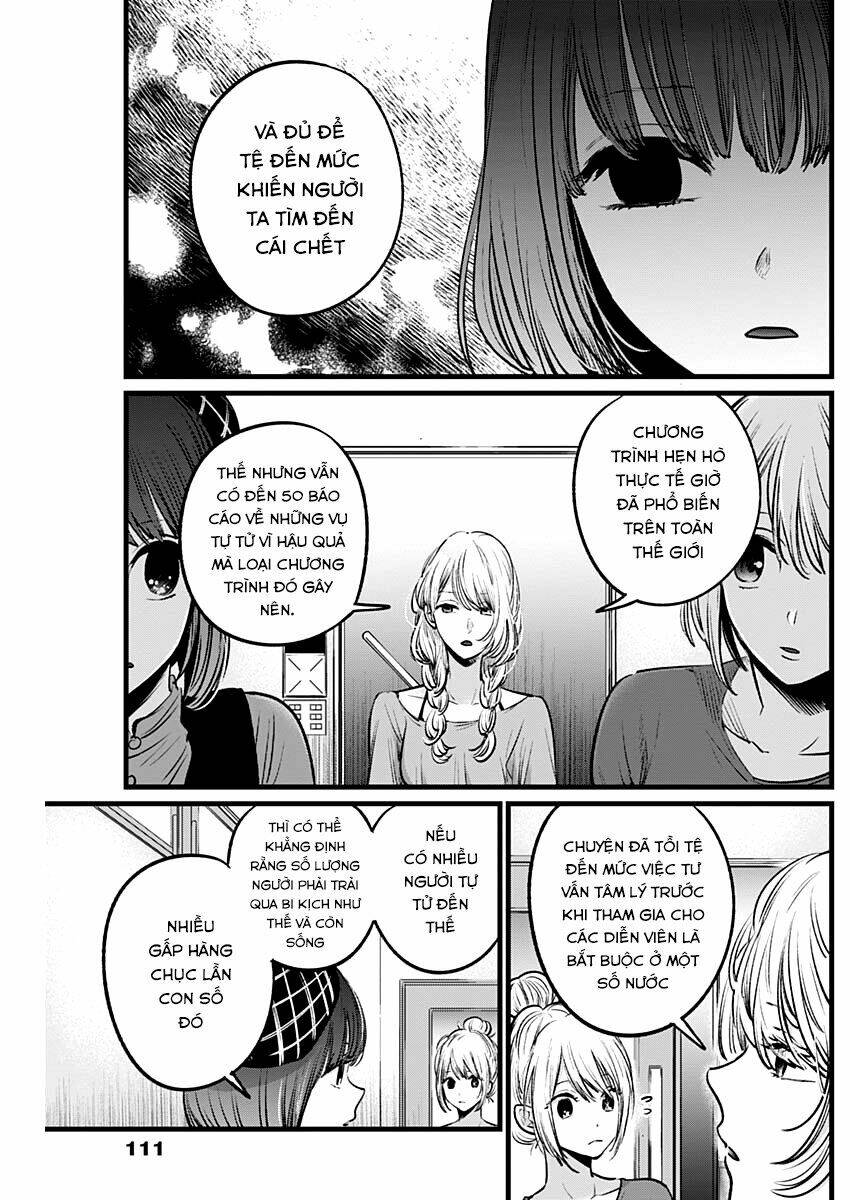 VÀ ĐỦ ĐỂ
TỆ ĐẾN MỨC
KHIẾN NGƯỜI
TA TÌM ĐẾN
CÁI CHẾT
CHƯƠNG
TRÌNH HẸN HÒ
THỰC TẾ GIỜ
ĐÃ PHỔ BIẾN
TRÊN TOÀN
THẾ GIỚI
THẾ NHƯNG VẪN
CÓ ĐẾN 50 BÁO
CÁO VỀ NHỮNG VỤ
TỰ TỬ VÌ HẬU QUẢ
MÀ LOẠI CHƯƠNG
TRÌNH ĐÓ GÂY
NÊN.
CHUYỆN ĐÃ TỒI TỆ
ĐẾN MỨC VIỆC TƯ
VẤN TÂM LÝ TRƯỚC
KHI THAM GIA CHO
CÁC DIỄN VIÊN LÀ
BẮT BUỘC Ở MỘT
SỐ NƯỚC
NẾU
CÓ NHIỀU
NGƯỜI TỰ
TỬ ĐẾN
THẾ
THÌ CÓ THỂ
KHẲNG ĐỊNH
RẰNG SỐ LƯỢNG
NGƯỜI PHẢI TRẢI
QUA BI KỊCH NHƯ
THẾ VÀ CÒN
SỐNG
NHIỀU
GẤP HÀNG
CHỤC LẦN
CON SỐ
ĐÓ
111